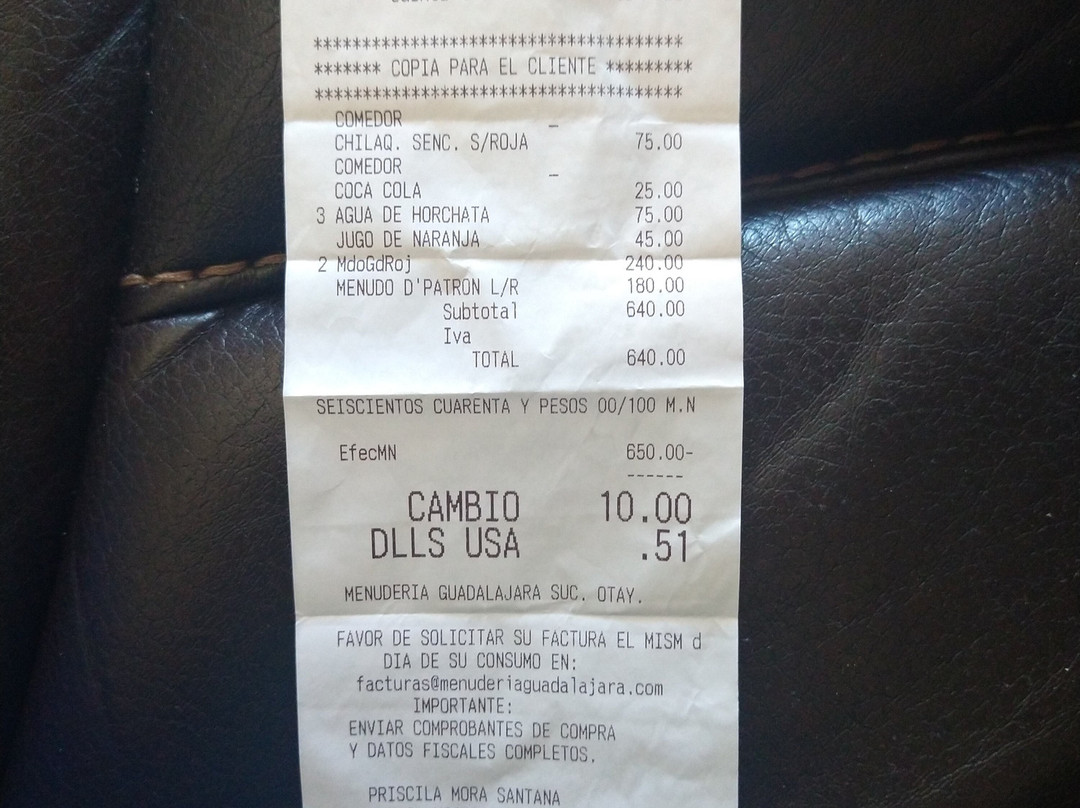 ***************************************
******* COPIA PARA EL CLIENTE *********
***************************************
COMEDOR _
CHILAQ. SENC. S/ROJA 75.00
COMEDOR _
COCA COLA 25.00
3 AGUA DE HORCHATA 75.00
JUGO DE NARANJA 45.00
2 MdoGdRoj 240.00
MENUDO D'PATRON L/R 180.00
Subtotal 640.00
Iva
TOTAL 640.00
SEISCIENTOS CUARENTA Y PESOS 00/100 M.N
EfecMN 650.00-
------
CAMBIO 10.00
DLLS USA .51
MENUDERIA GUADALAJARA SUC. OTAY.
FAVOR DE SOLICITAR SU FACTURA EL MISM d
DIA DE SU CONSUMO EN:
facturas@menuderiaguadalajara.com
IMPORTANTE:
ENVIAR COMPROBANTES DE COMPRA
Y DATOS FISCALES COMPLETOS.
PRISCILA MORA SANTANA